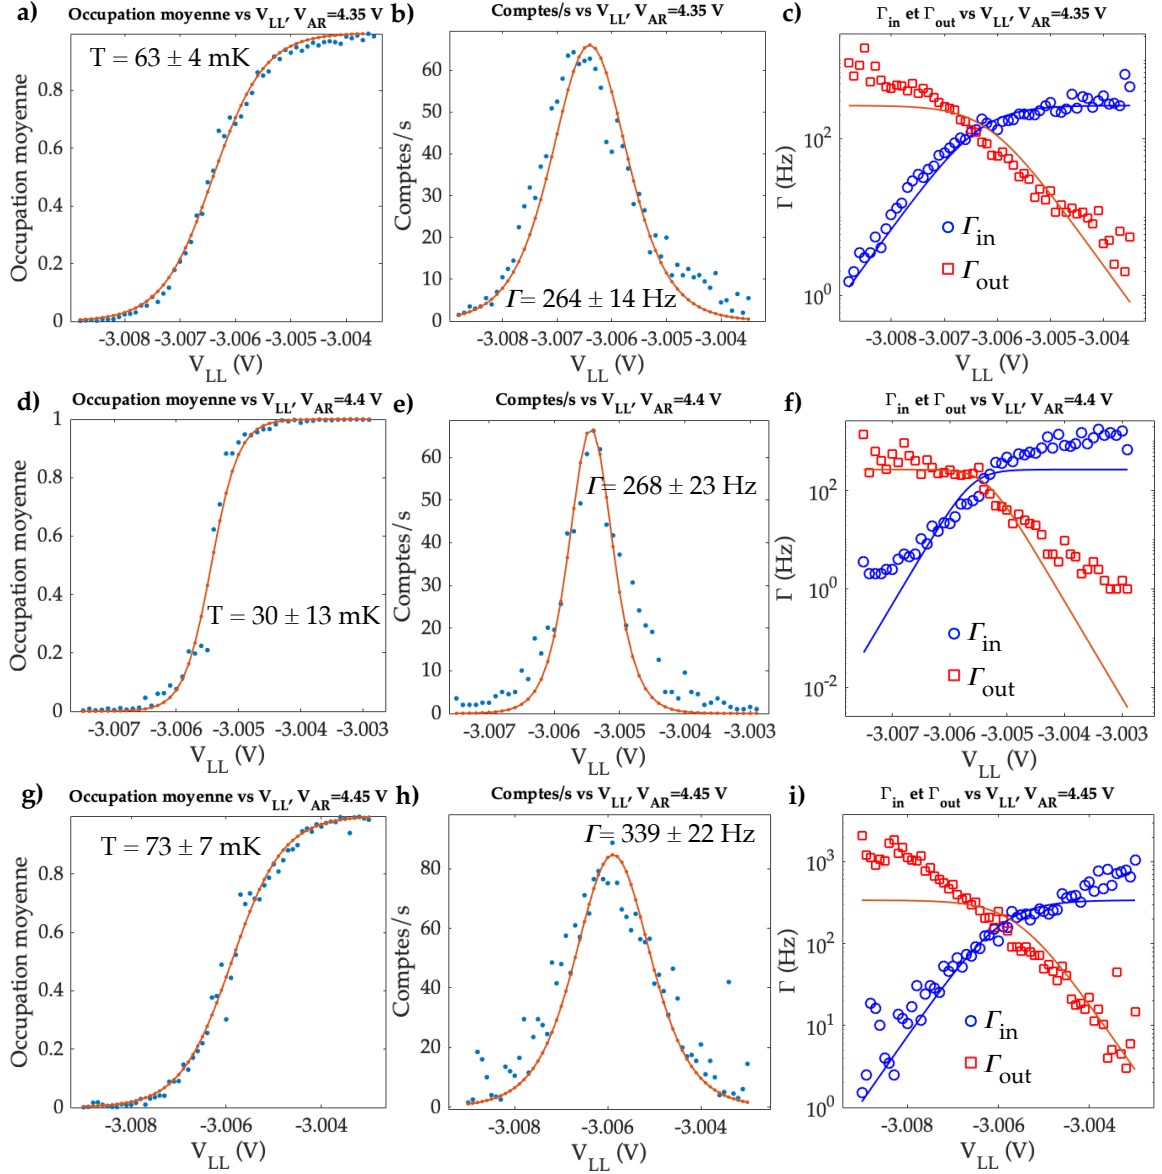 a) Occupation moyenne vs V_LL, V_AR=4.35 V
T = 63 ± 4 mK
Occupation moyenne
0.8
0.6
0.4
0.2
0
-3.008 -3.007 -3.006 -3.005 -3.004
V_LL (V)
b) Comptes/s vs V_LL, V_AR=4.35 V
Comptes/s
60
50
40
30
20
10
0
Γ= 264 ± 14 Hz
-3.008 -3.007 -3.006 -3.005 -3.004
V_LL (V)
c) Γ_in et Γ_out vs V_LL, V_AR=4.35 V
Γ (Hz)
10^2
10^1
10^0
Γ_in
Γ_out
-3.008 -3.007 -3.006 -3.005 -3.004
V_LL (V)
d) Occupation moyenne vs V_LL, V_AR=4.4 V
Occupation moyenne
1
0.8
0.6
0.4
0.2
0
T = 30 ± 13 mK
-3.007 -3.006 -3.005 -3.004 -3.003
V_LL (V)
e) Comptes/s vs V_LL, V_AR=4.4 V
Comptes/s
60
50
40
30
20
10
0
Γ= 268 ± 23 Hz
-3.007 -3.006 -3.005 -3.004 -3.003
V_LL (V)
f) Γ_in et Γ_out vs V_LL, V_AR=4.4 V
Γ (Hz)
10^2
10^0
10^-2
Γ_in
Γ_out
-3.007 -3.006 -3.005 -3.004 -3.003
V_LL (V)
g) Occupation moyenne vs V_LL, V_AR=4.45 V
T = 73 ± 7 mK
Occupation moyenne
0.8
0.6
0.4
0.2
0
-3.008 -3.006 -3.004
V_LL (V)
h) Comptes/s vs V_LL, V_AR=4.45 V
Γ= 339 ± 22 Hz
Comptes/s
80
60
40
20
0
-3.008 -3.006 -3.004
V_LL (V)
i) Γ_in et Γ_out vs V_LL, V_AR=4.45 V
Γ (Hz)
10^3
10^2
10^1
10^0
Γ_in
Γ_out
-3.008 -3.006 -3.004
V_LL (V)